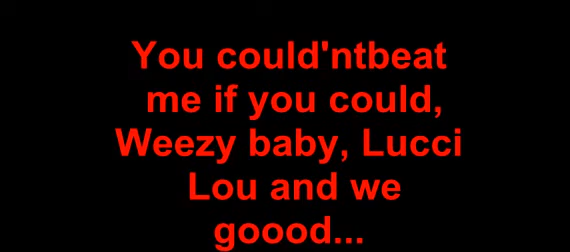 You could'ntbeat
me if you could,
Weezy baby, Lucci
Lou and we
goood...